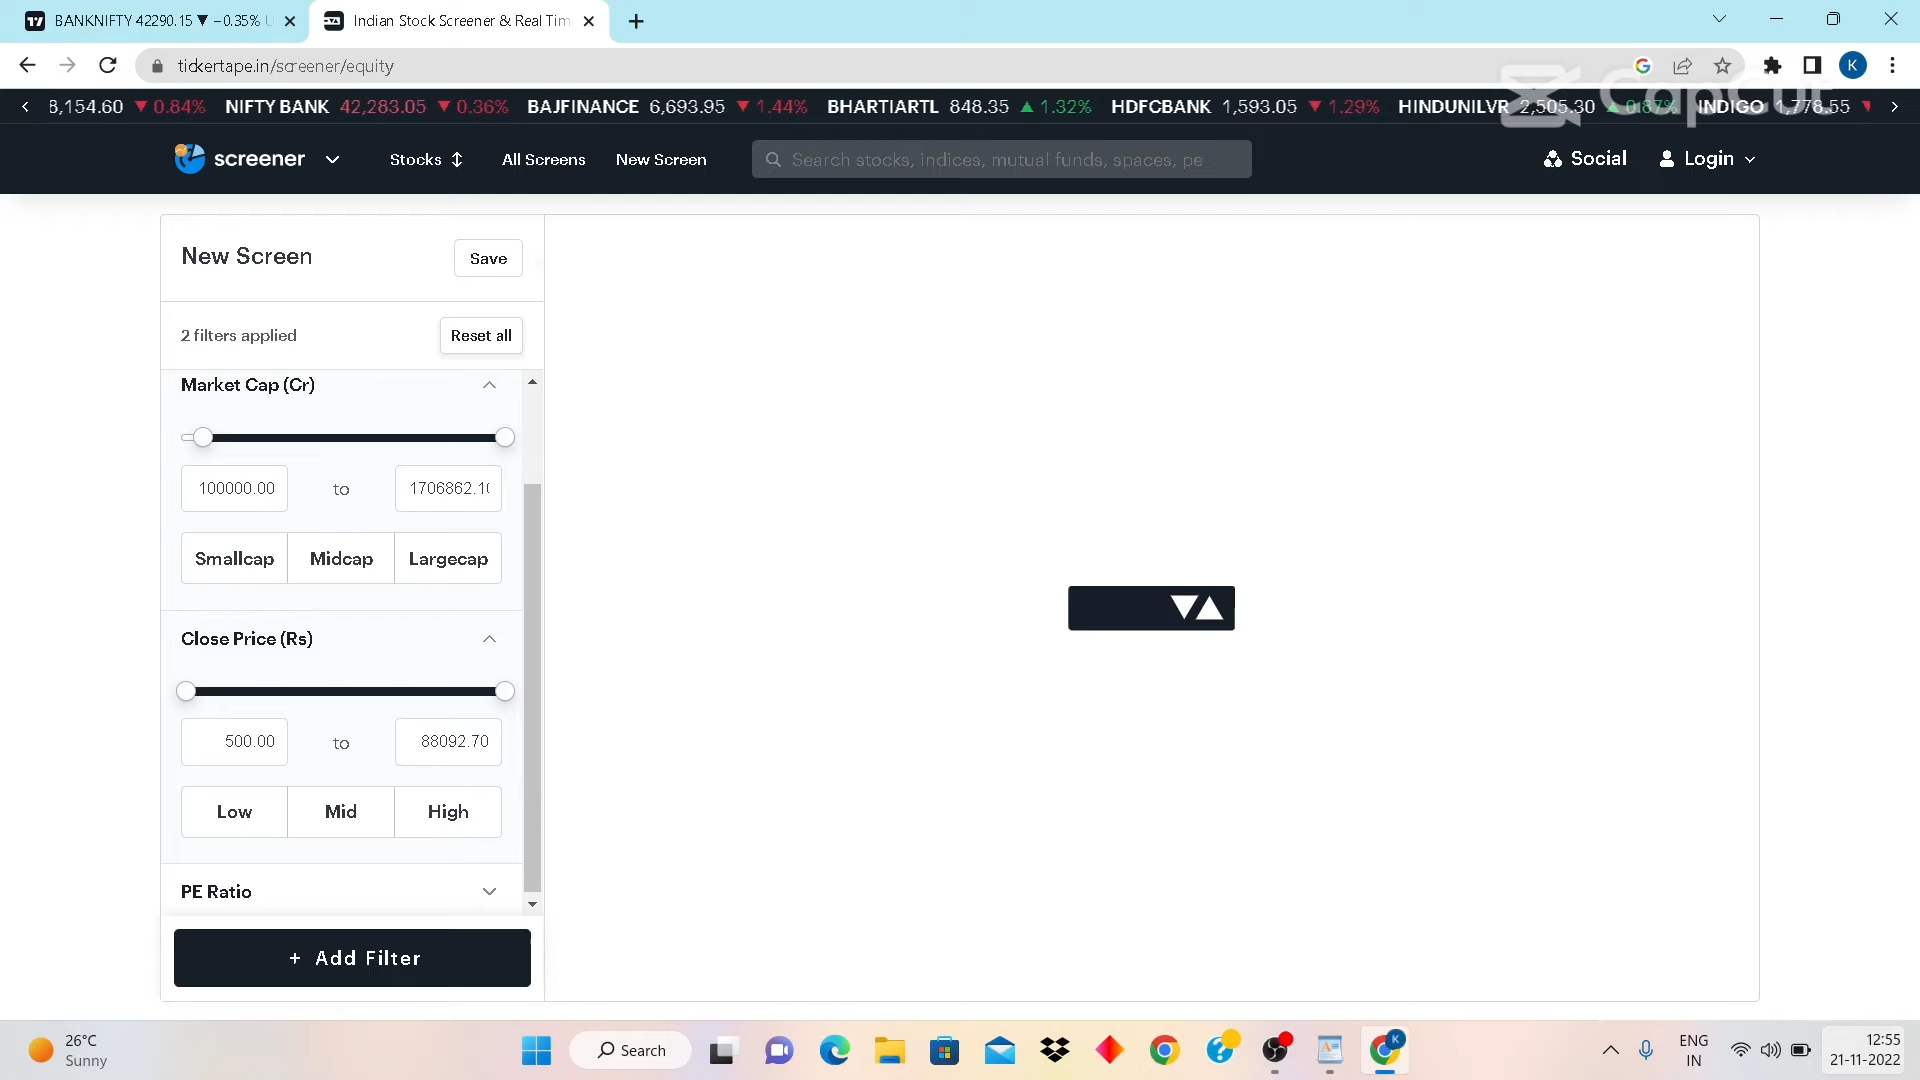 BANKNIFTY 42290.15 ▼ −0.35% U
Indian Stock Screener & Real Tim
tickertape.in/screener/equity
K
CapCut
8,154.60 ▼ 0.84% NIFTY BANK 42,283.05 ▼ 0.36% BAJFINANCE 6,693.95 ▼ 1.44% BHARTIARTL 848.35 ▲ 1.32% HDFCBANK 1,593.05 ▼ 1.29% HINDUNILVR 2,505.30 ▲ 0.87% INDIGO 1,778.55 ▼
screener
Stocks
All Screens
New Screen
Search stocks, indices, mutual funds, spaces, pe
Social
Login
New Screen
Save
2 filters applied
Reset all
Market Cap (Cr)
100000.00 to 1706862.10
Smallcap Midcap Largecap
Close Price (Rs)
500.00 to 88092.70
Low Mid High
PE Ratio
+ Add Filter
26°C
Sunny
Search
K
ENG
IN
12:55
21-11-2022